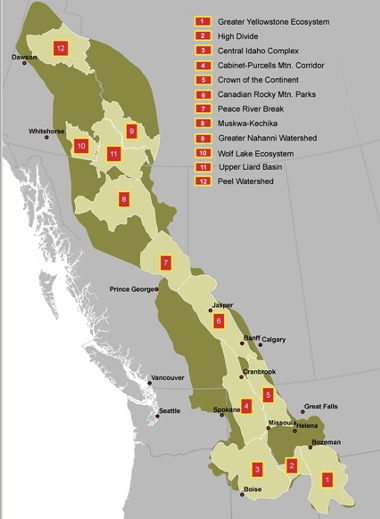 1 Greater Yellowstone Ecosystem
2 High Divide
3 Central Idaho Complex
4 Cabinet-Purcells Mtn. Corridor
5 Crown of the Continent
6 Canadian Rocky Mtn. Parks
7 Peace River Break
8 Muskwa-Kechika
9 Greater Nahanni Watershed
10 Wolf Lake Ecosystem
11 Upper Liard Basin
12 Peel Watershed
12
Dawson
Whitehorse
9
10
11
8
7
Prince George
Jasper
6
Banff
Calgary
Cranbrook
Vancouver
5
4
Spokane
Great Falls
Seattle
Missoula
Helena
Bozeman
3
2
1
Boise